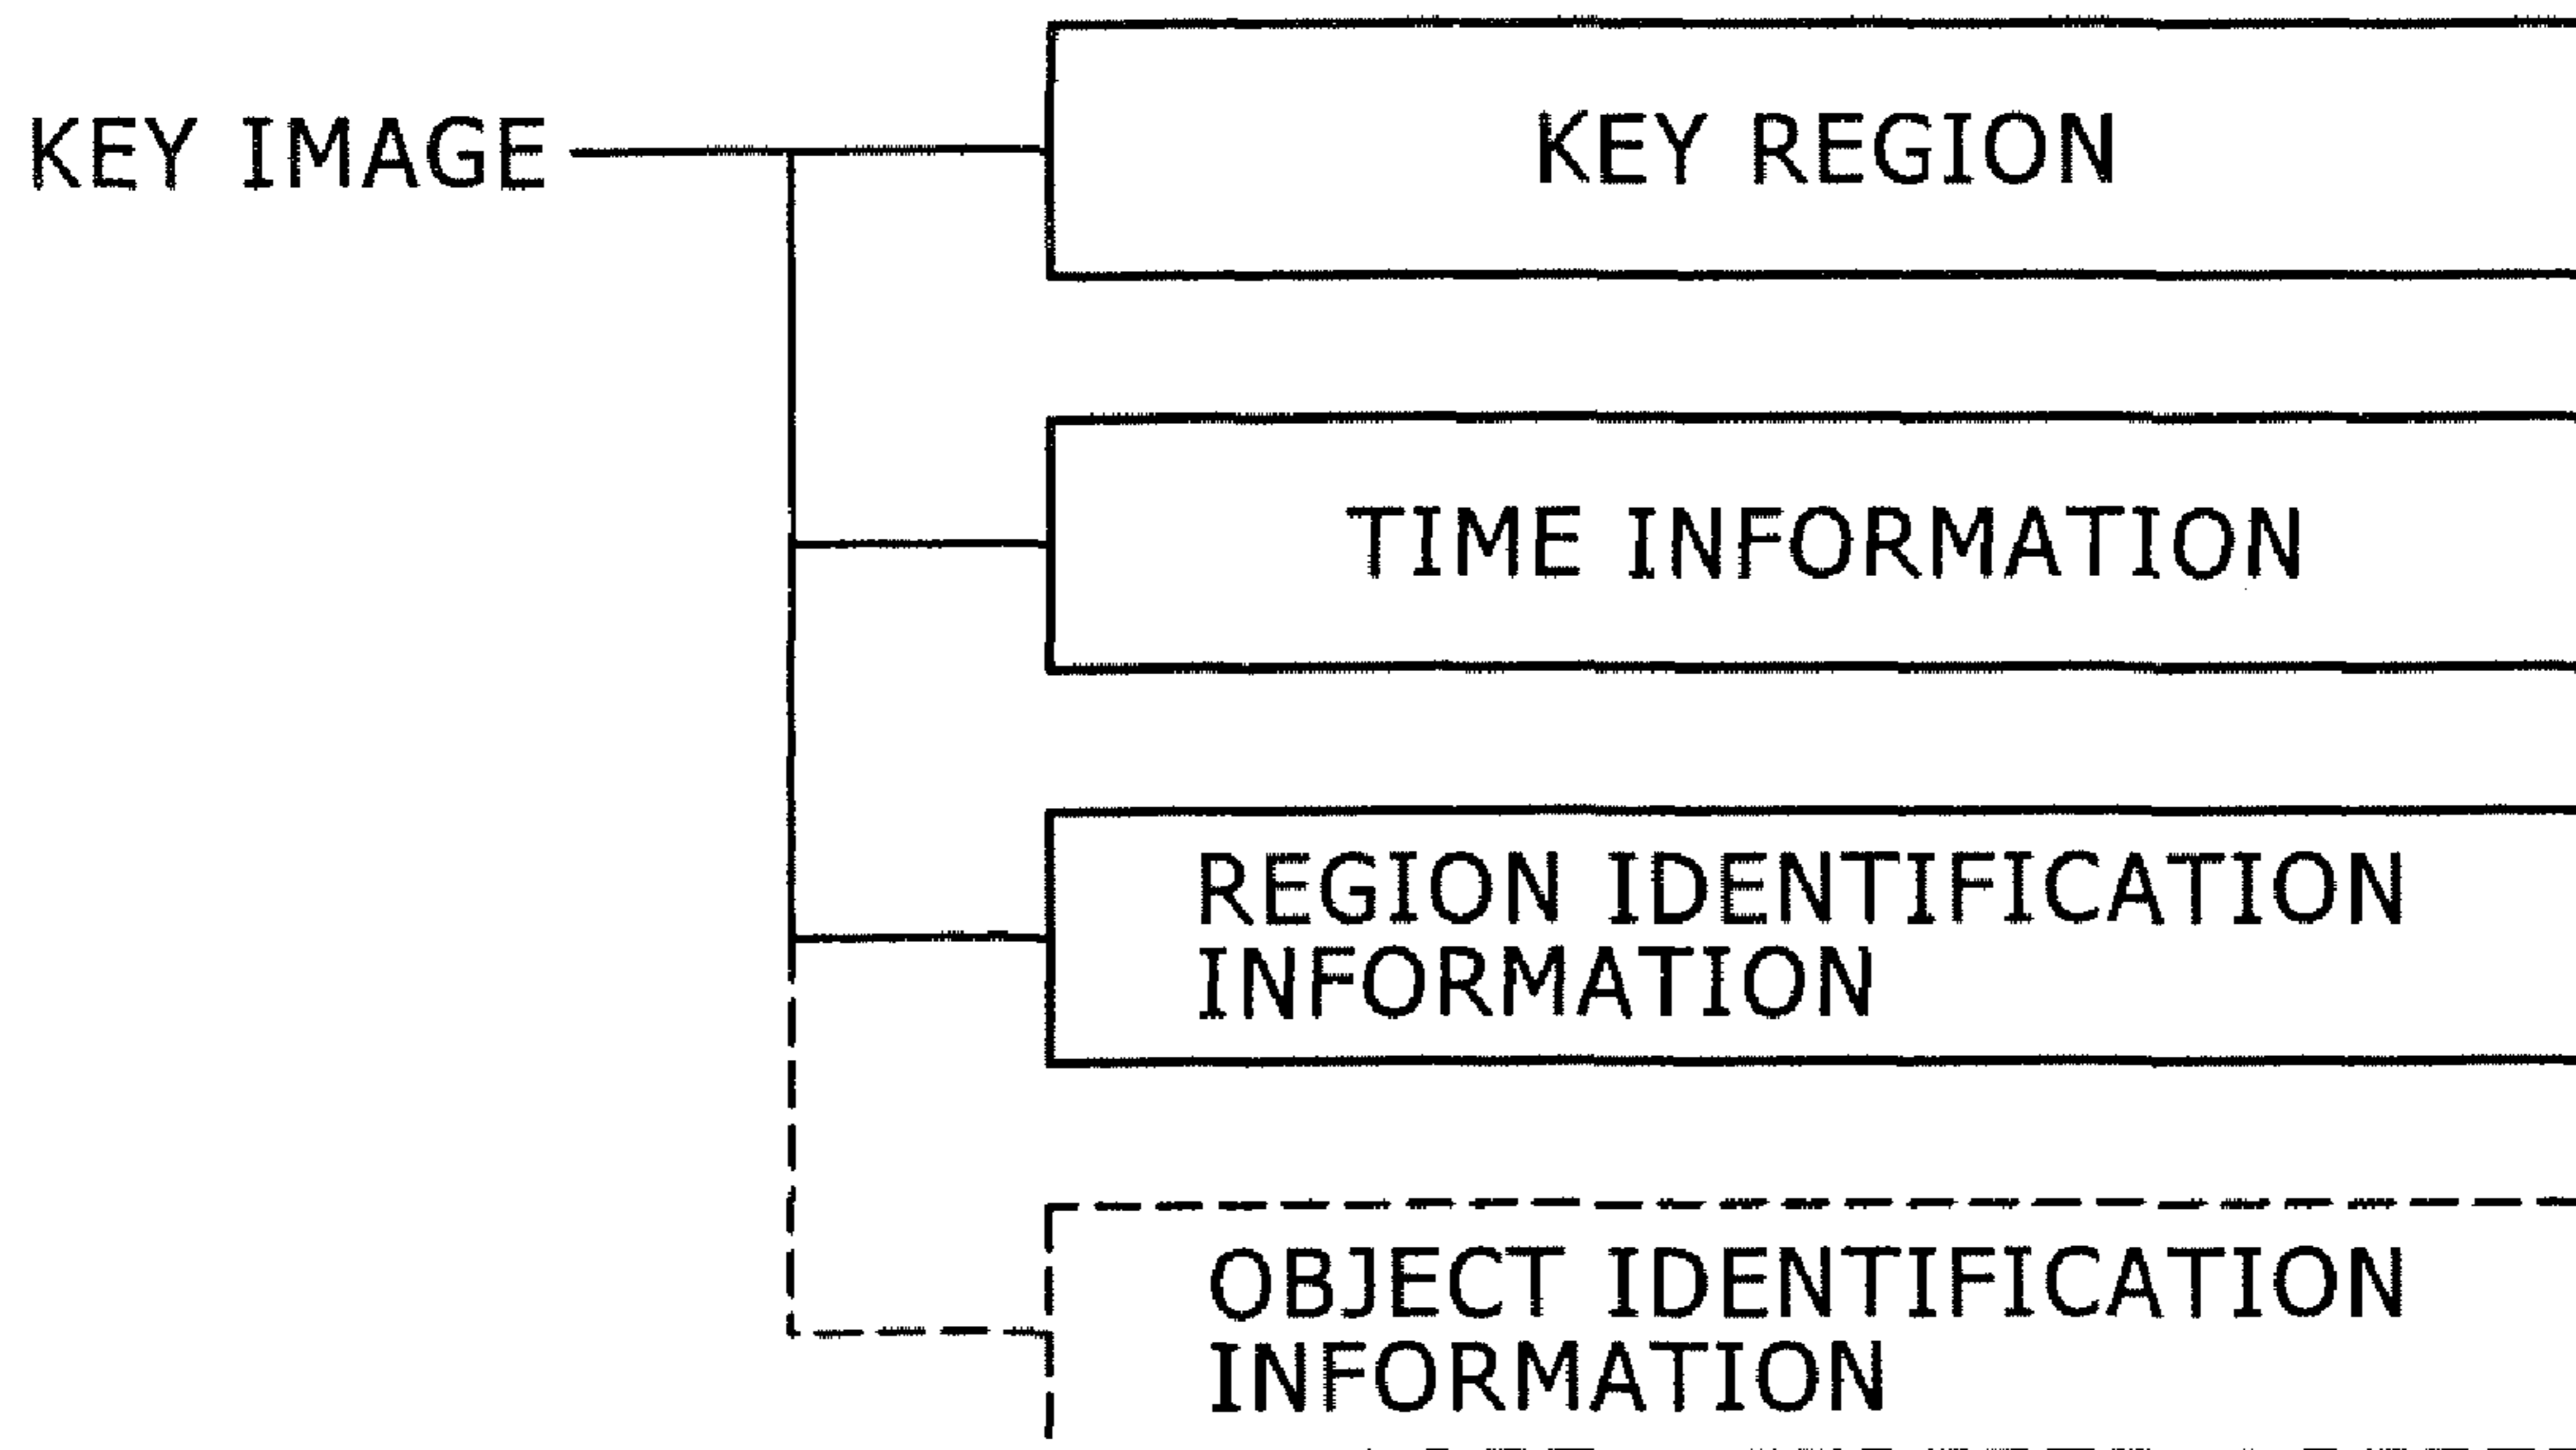 KEY IMAGE
KEY REGION
TIME INFORMATION
REGION IDENTIFICATION
INFORMATION
OBJECT IDENTIFICATION
INFORMATION